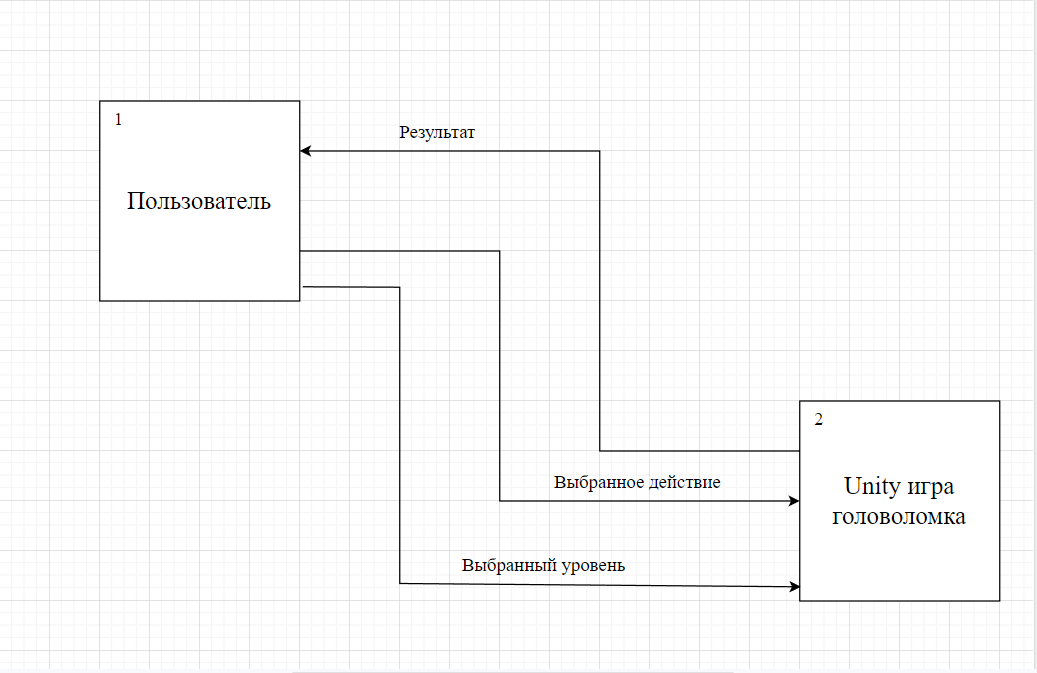 1
Пользователь
Результат
2
Unity игра
головоломка
Выбранное действие
Выбранный уровень